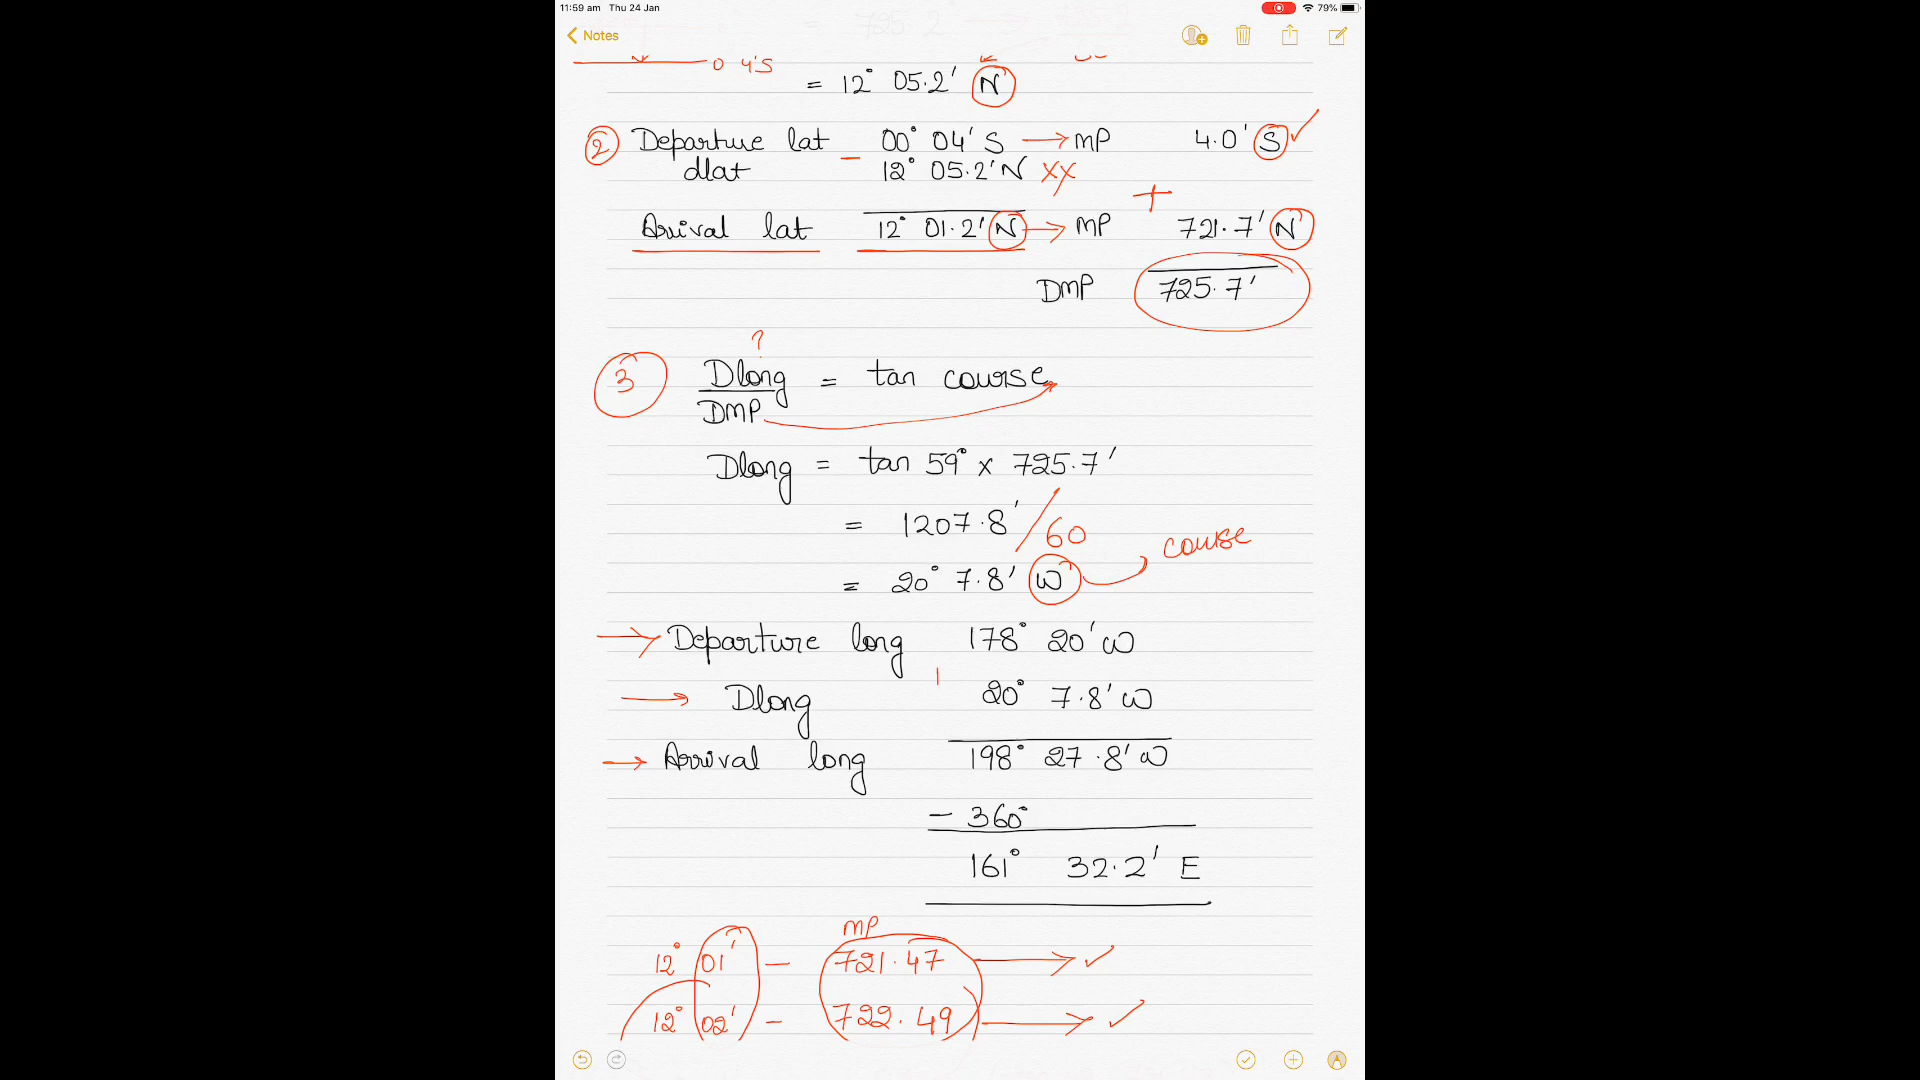 11:59 am Thu 24 Jan 79%
Notes
725.2
0 4'S
= 12° 05.2' N
② Departure lat 00° 04' S → MP 4.0' S ✓
dlat - 12° 05.2' N XX
+
Arrival lat 12° 01.2' N → MP 721.7' N
DMP 725.7'
?
③ Dlong = tan course
DMP
Dlong = tan 59° x 725.7'
= 1207.8' / 60
course
= 20° 7.8' W
→ Departure long 178° 20' W
→ Dlong 20° 7.8' W
→ Arrival long 198° 27.8' W
- 360°
161° 32.2' E
MP
12° 01' - 721.47 → ✓
12° 02' - 722.49 → ✓